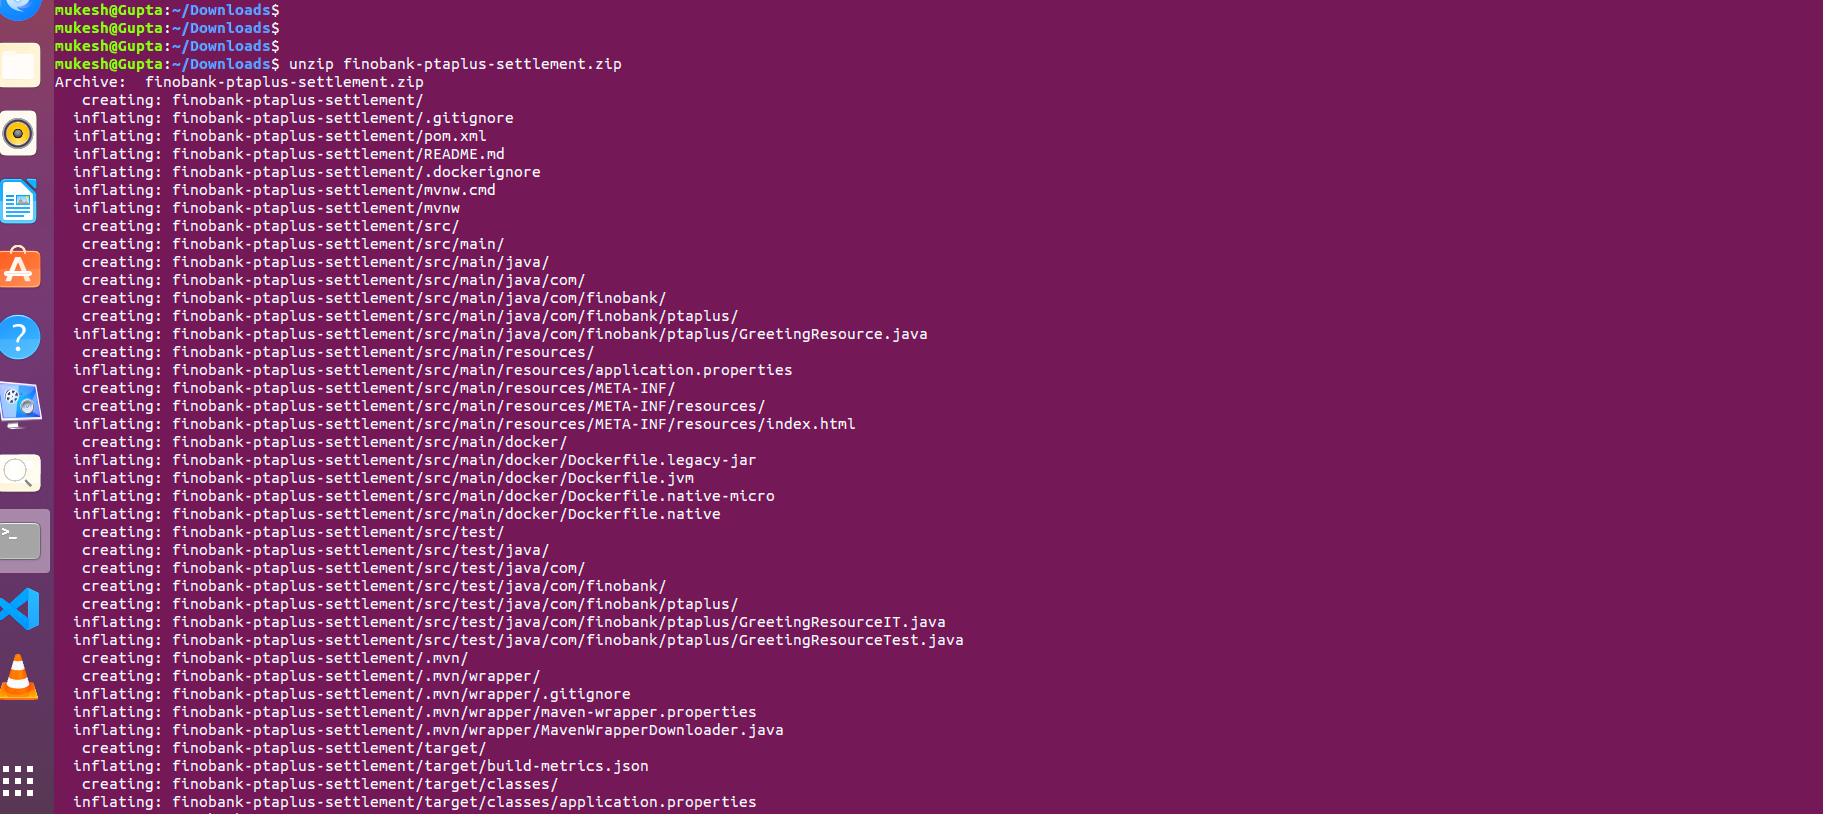 mukesh@Gupta:~/Downloads$
mukesh@Gupta:~/Downloads$
mukesh@Gupta:~/Downloads$
mukesh@Gupta:~/Downloads$ unzip finobank-ptaplus-settlement.zip
Archive:  finobank-ptaplus-settlement.zip
   creating: finobank-ptaplus-settlement/
  inflating: finobank-ptaplus-settlement/.gitignore
  inflating: finobank-ptaplus-settlement/pom.xml
  inflating: finobank-ptaplus-settlement/README.md
  inflating: finobank-ptaplus-settlement/.dockerignore
  inflating: finobank-ptaplus-settlement/mvnw.cmd
  inflating: finobank-ptaplus-settlement/mvnw
   creating: finobank-ptaplus-settlement/src/
   creating: finobank-ptaplus-settlement/src/main/
   creating: finobank-ptaplus-settlement/src/main/java/
   creating: finobank-ptaplus-settlement/src/main/java/com/
   creating: finobank-ptaplus-settlement/src/main/java/com/finobank/
   creating: finobank-ptaplus-settlement/src/main/java/com/finobank/ptaplus/
  inflating: finobank-ptaplus-settlement/src/main/java/com/finobank/ptaplus/GreetingResource.java
   creating: finobank-ptaplus-settlement/src/main/resources/
  inflating: finobank-ptaplus-settlement/src/main/resources/application.properties
   creating: finobank-ptaplus-settlement/src/main/resources/META-INF/
   creating: finobank-ptaplus-settlement/src/main/resources/META-INF/resources/
  inflating: finobank-ptaplus-settlement/src/main/resources/META-INF/resources/index.html
   creating: finobank-ptaplus-settlement/src/main/docker/
  inflating: finobank-ptaplus-settlement/src/main/docker/Dockerfile.legacy-jar
  inflating: finobank-ptaplus-settlement/src/main/docker/Dockerfile.jvm
  inflating: finobank-ptaplus-settlement/src/main/docker/Dockerfile.native-micro
  inflating: finobank-ptaplus-settlement/src/main/docker/Dockerfile.native
   creating: finobank-ptaplus-settlement/src/test/
   creating: finobank-ptaplus-settlement/src/test/java/
   creating: finobank-ptaplus-settlement/src/test/java/com/
   creating: finobank-ptaplus-settlement/src/test/java/com/finobank/
   creating: finobank-ptaplus-settlement/src/test/java/com/finobank/ptaplus/
  inflating: finobank-ptaplus-settlement/src/test/java/com/finobank/ptaplus/GreetingResourceIT.java
  inflating: finobank-ptaplus-settlement/src/test/java/com/finobank/ptaplus/GreetingResourceTest.java
   creating: finobank-ptaplus-settlement/.mvn/
   creating: finobank-ptaplus-settlement/.mvn/wrapper/
  inflating: finobank-ptaplus-settlement/.mvn/wrapper/.gitignore
  inflating: finobank-ptaplus-settlement/.mvn/wrapper/maven-wrapper.properties
  inflating: finobank-ptaplus-settlement/.mvn/wrapper/MavenWrapperDownloader.java
   creating: finobank-ptaplus-settlement/target/
  inflating: finobank-ptaplus-settlement/target/build-metrics.json
   creating: finobank-ptaplus-settlement/target/classes/
  inflating: finobank-ptaplus-settlement/target/classes/application.properties